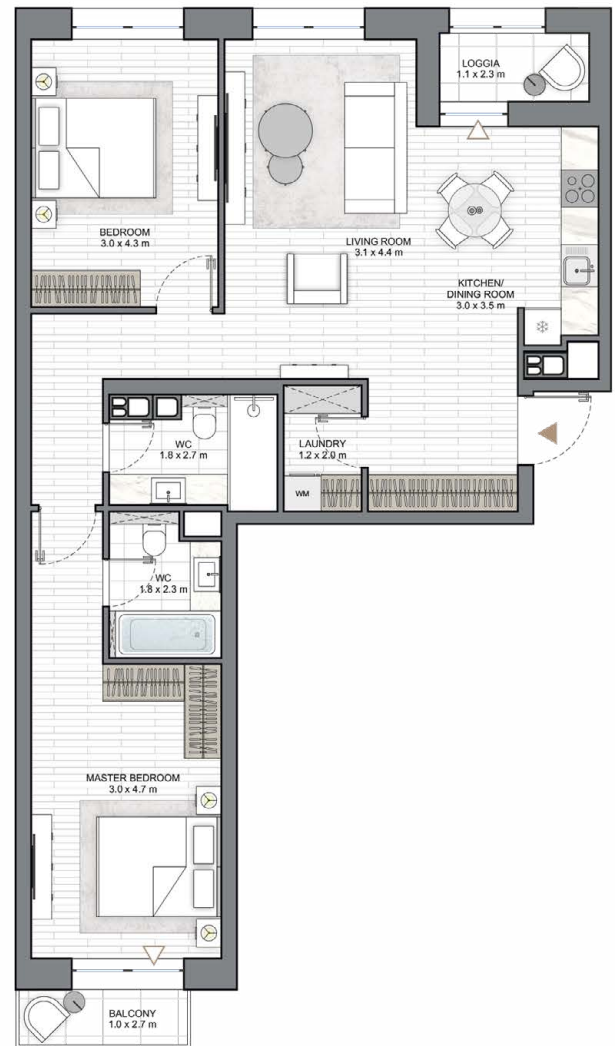 LOGGIA
1.1 x 2.3 m
BEDROOM
3.0 x 4.3 m
LIVING ROOM
3.1 x 4.4 m
KITCHEN/
DINING ROOM
3.0 x 3.5 m
WC
1.8 x 2.7 m
LAUNDRY
1.2 x 2.0 m
WM
WC
1.8 x 2.3 m
MASTER BEDROOM
3.0 x 4.7 m
BALCONY
1.0 x 2.7 m